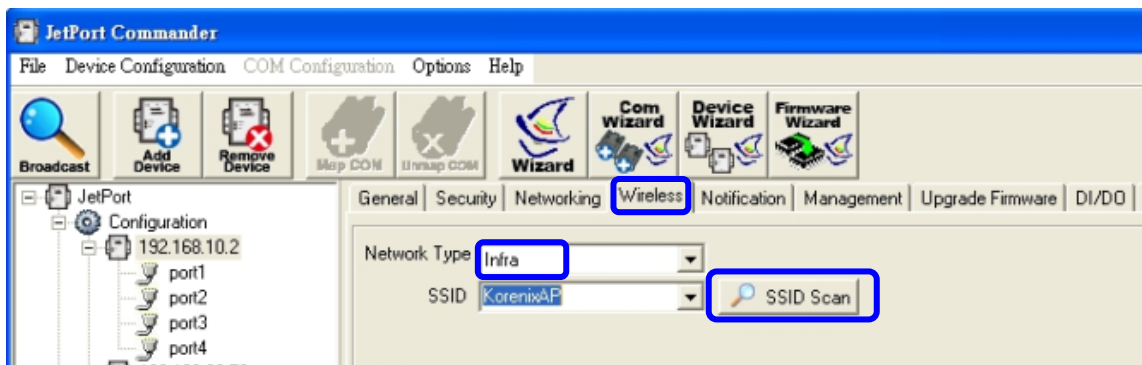 JetPort Commander
File Device Configuration COM Configuration Options Help
Broadcast
Add Device
Remove Device
Map COM
Unmap COM
Wizard
Com Wizard
Device Wizard
Firmware Wizard
JetPort
Configuration
192.168.10.2
port1
port2
port3
port4
General Security Networking Wireless Notification Management Upgrade Firmware DI/DO
Network Type Infra
SSID KorenixAP SSID Scan